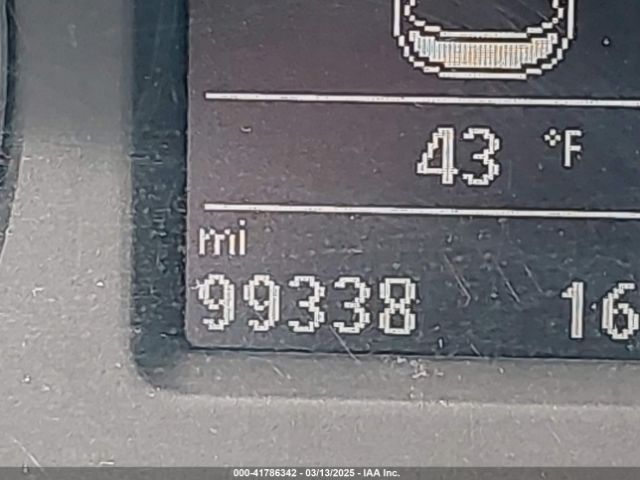 43 °F
mi
99338 16
000-41786342 - 03/13/2025 - IAA Inc.